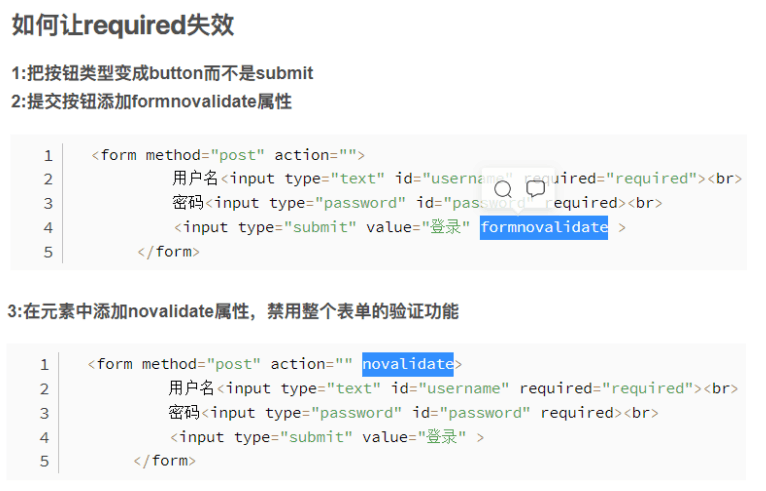 如何让required失效
1:把按钮类型变成button而不是submit
2:提交按钮添加formnovalidate属性
1 <form method="post" action="">
2 用户名<input type="text" id="username" required="required"><br>
3 密码<input type="password" id="password" required><br>
4 <input type="submit" value="登录" formnovalidate >
5 </form>
3:在元素中添加novalidate属性，禁用整个表单的验证功能
1 <form method="post" action="" novalidate>
2 用户名<input type="text" id="username" required="required"><br>
3 密码<input type="password" id="password" required><br>
4 <input type="submit" value="登录" >
5 </form>